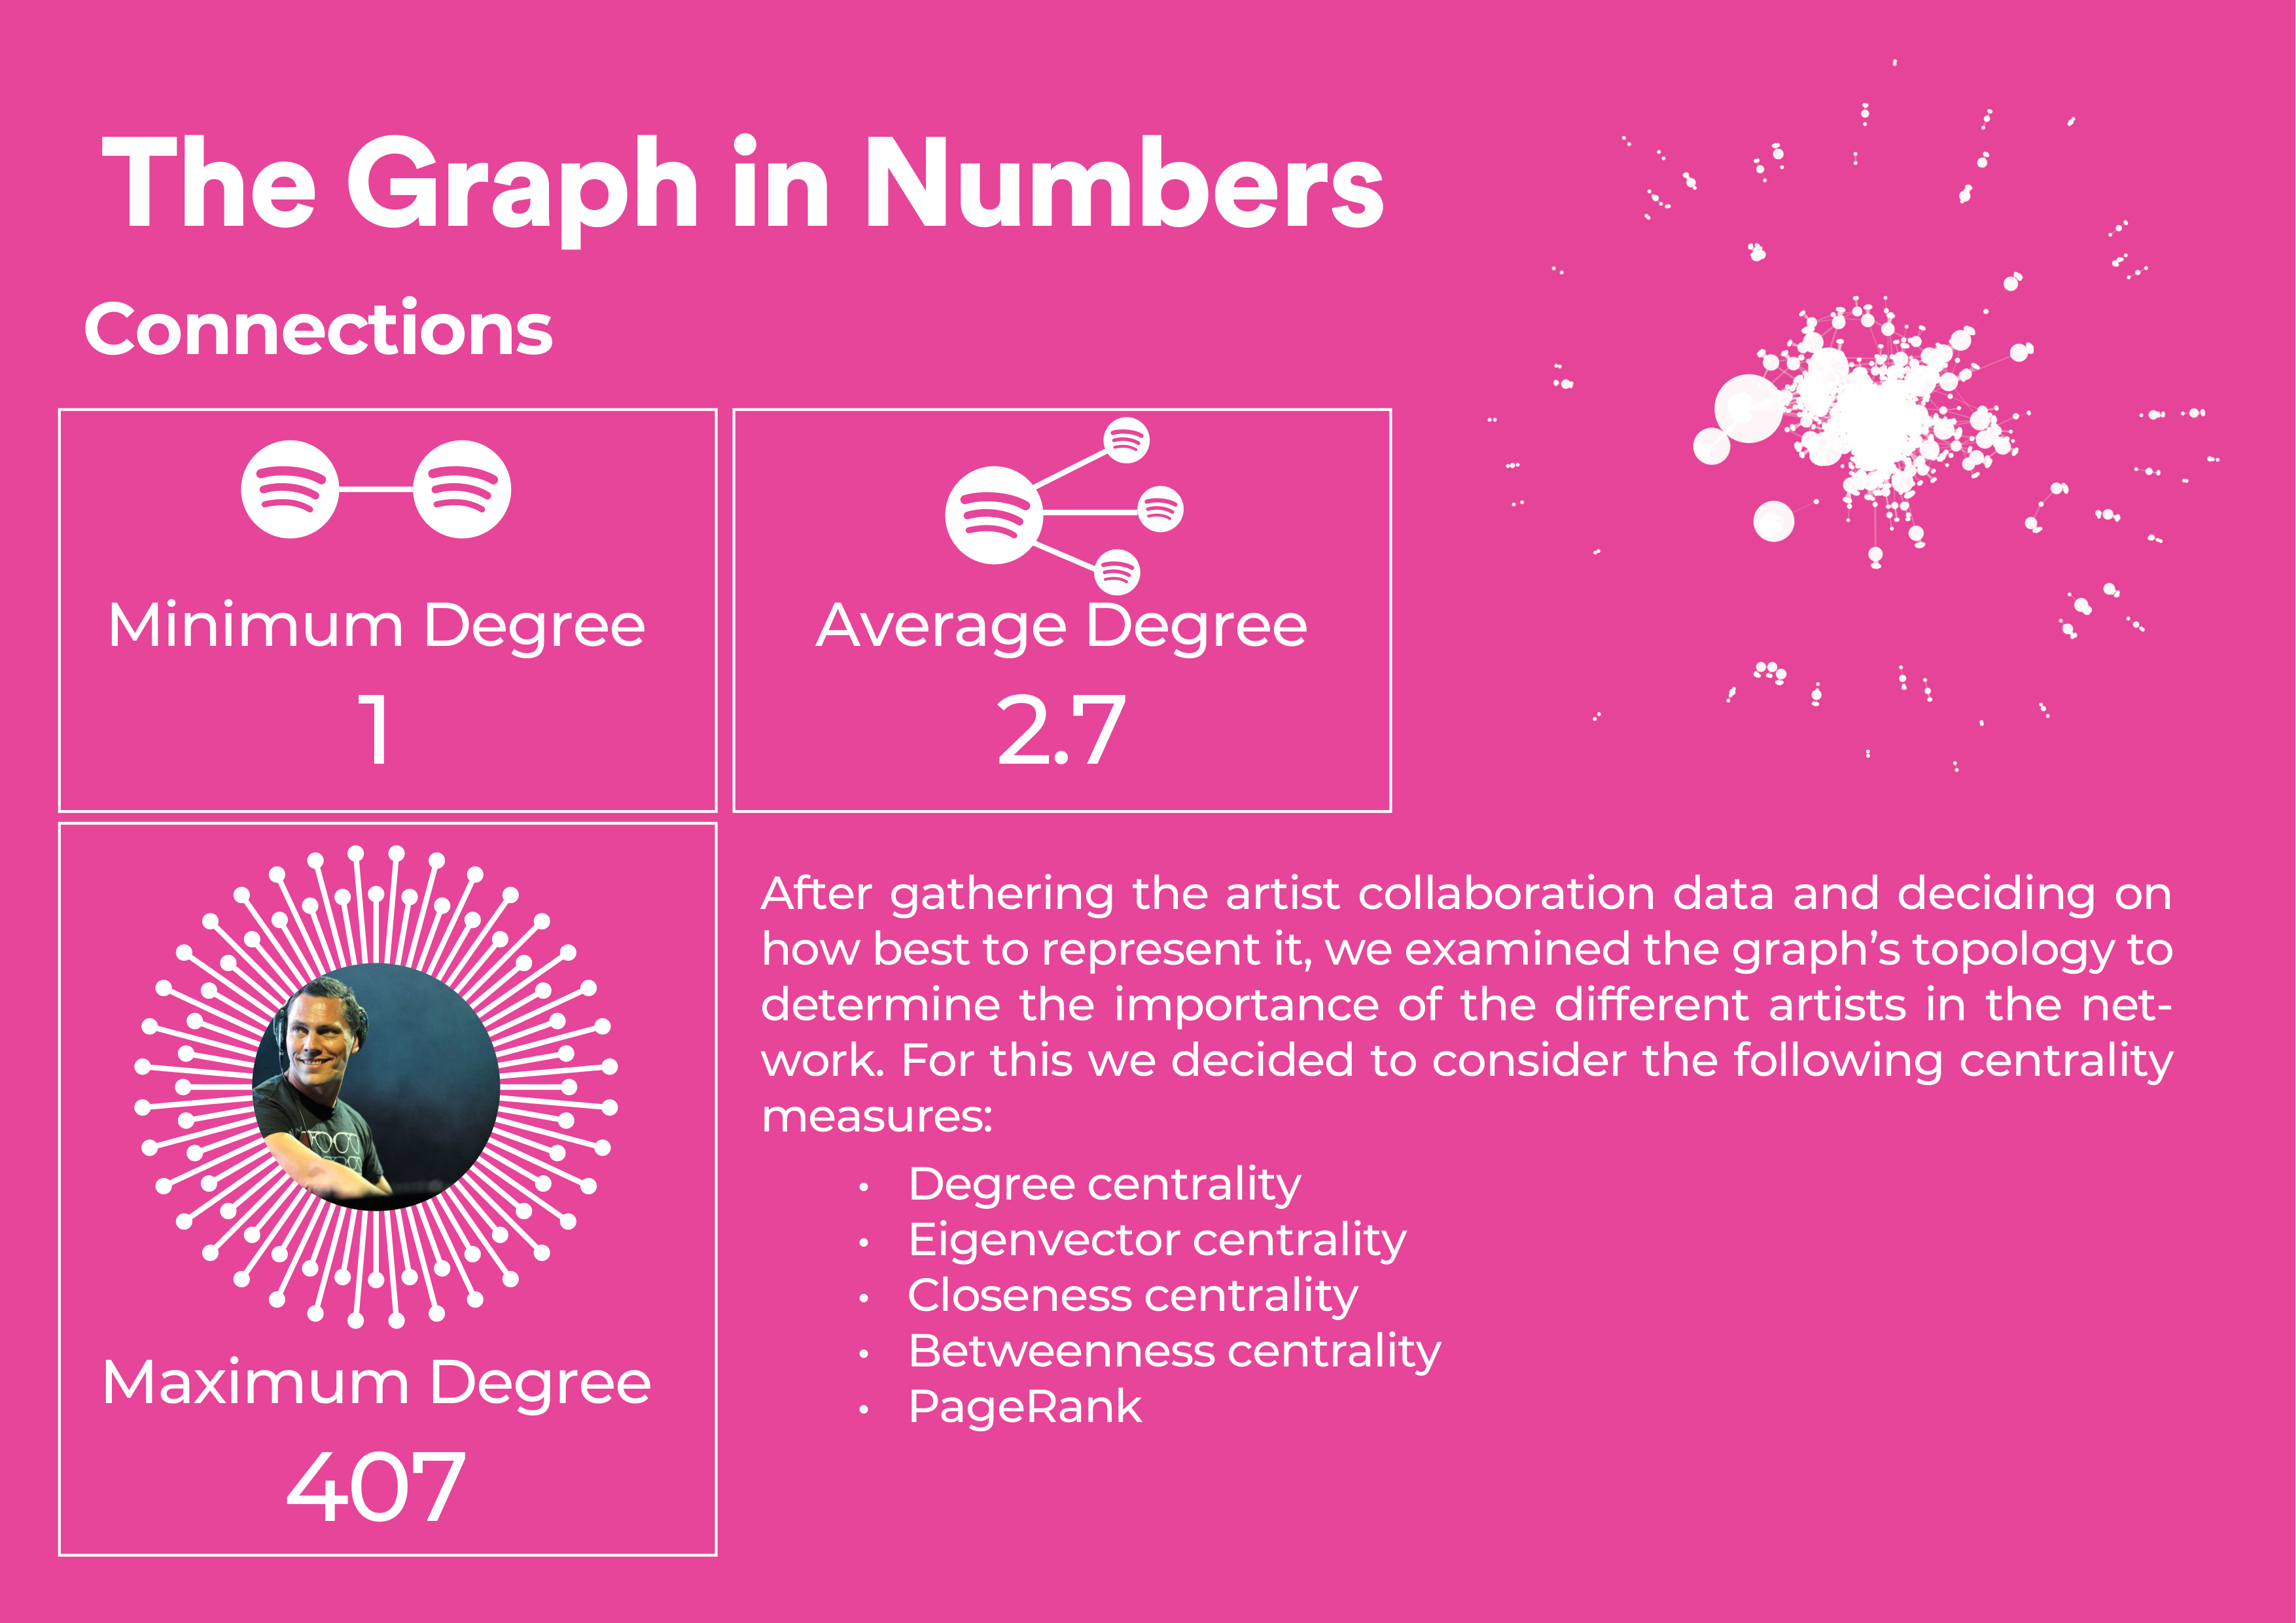 The Graph in Numbers
Connections
Minimum Degree
1
Average Degree
2.7
Maximum Degree
407
After gathering the artist collaboration data and deciding on
how best to represent it, we examined the graph’s topology to
determine the importance of the different artists in the net-
work. For this we decided to consider the following centrality
measures:
• Degree centrality
• Eigenvector centrality
• Closeness centrality
• Betweenness centrality
• PageRank